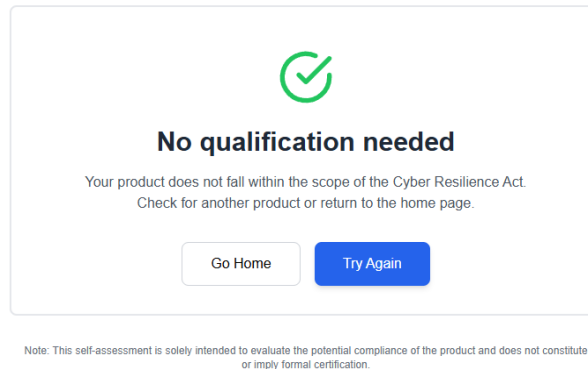 No qualification needed
Your product does not fall within the scope of the Cyber Resilience Act.
Check for another product or return to the home page.
Go Home
Try Again
Note: This self-assessment is solely intended to evaluate the potential compliance of the product and does not constitute
or imply formal certification.